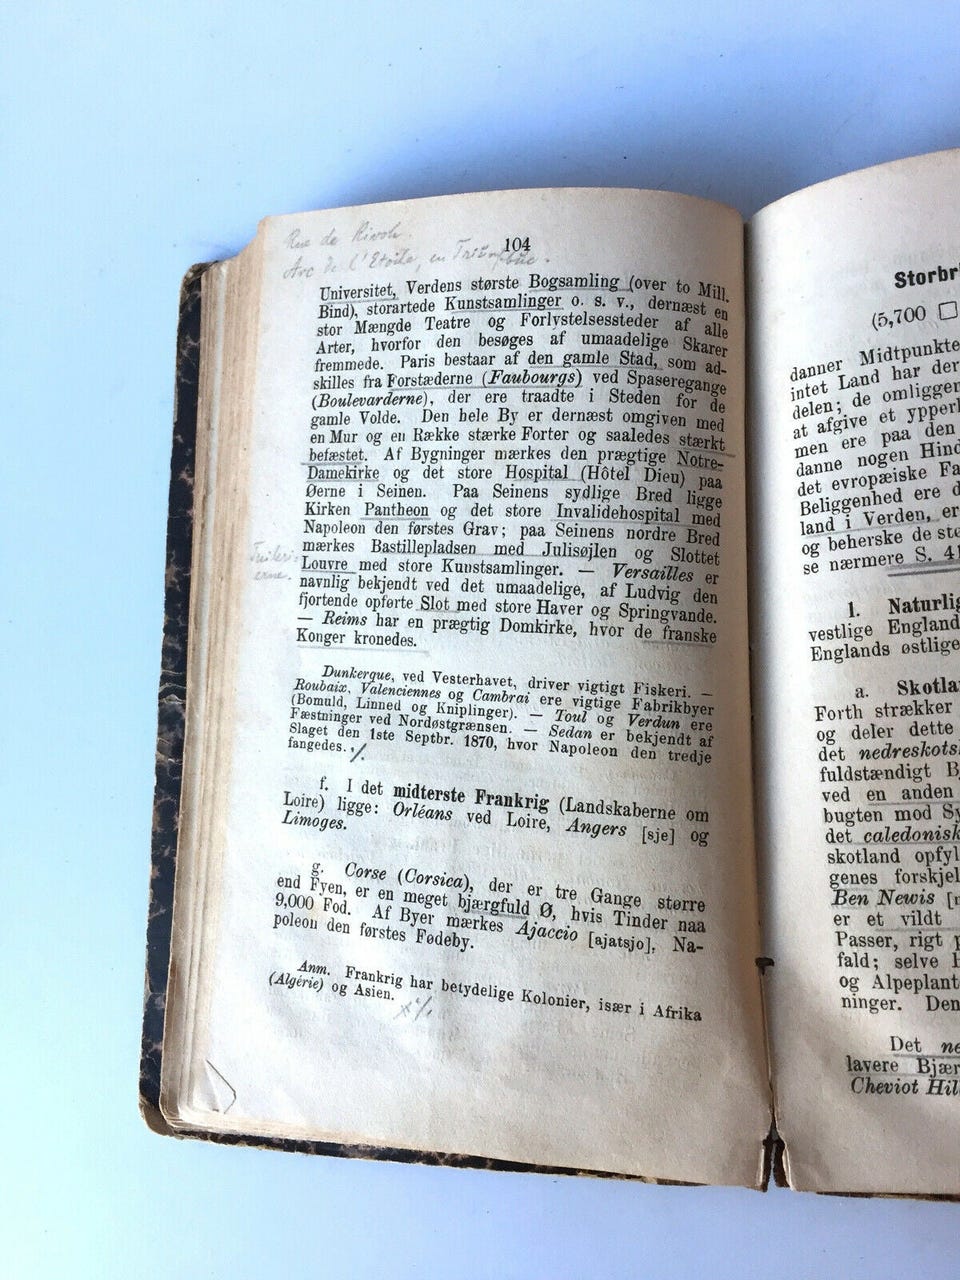 Rue de Rivoli.
Arc de l'Etoile, en Triumfbue.
104
Universitet, Verdens største Bogsamling (over to Mill.
Bind), storartede Kunstsamlinger o. s. v., dernæst en
stor Mængde Teatre og Forlystelsessteder af alle
Arter, hvorfor den besøges af umaadelige Skarer
fremmede. Paris bestaar af den gamle Stad, som ad-
skilles fra Forstæderne (Faubourgs) ved Spaseregange
(Boulevarderne), der ere traadte i Steden for de
gamle Volde. Den hele By er dernæst omgiven med
en Mur og en Række stærke Forter og saaledes stærkt
befæstet. Af Bygninger mærkes den prægtige Notre-
Damekirke og det store Hospital (Hôtel Dieu) paa
Øerne i Seinen. Paa Seinens sydlige Bred ligge
Kirken Pantheon og det store Invalidehospital med
Napoleon den førstes Grav; paa Seinens nordre Bred
mærkes Bastillepladsen med Julisøjlen og Slottet
Louvre med store Kunstsamlinger. — Versailles er
navnlig bekjendt ved det umaadelige, af Ludvig den
fjortende opførte Slot med store Haver og Springvande.
— Reims har en prægtig Domkirke, hvor de franske
Konger kronedes.
Tuileri-
erne.
Dunkerque, ved Vesterhavet, driver vigtigt Fiskeri. —
Roubaix, Valenciennes og Cambrai ere vigtige Fabrikbyer
(Bomuld, Linned og Kniplinger). — Toul og Verdun ere
Fæstninger ved Nordøstgrænsen. — Sedan er bekjendt af
Slaget den 1ste Septbr. 1870, hvor Napoleon den tredje
fangedes.
f. I det midterste Frankrig (Landskaberne om
Loire) ligge: Orléans ved Loire, Angers [sje] og
Limoges.
g. Corse (Corsica), der er tre Gange større
end Fyen, er en meget bjærgfuld Ø, hvis Tinder naa
9,000 Fod. Af Byer mærkes Ajaccio [ajatsjo], Na-
poleon den førstes Fødeby.
Anm. Frankrig har betydelige Kolonier, især i Afrika
(Algérie) og Asien.
Storbri
(5,700 □
danner Midtpunkte
intet Land har der
delen; de omliggen
at afgive et ypperl
men ere paa den
danne nogen Hind
det evropæiske Fa
Beliggenhed ere d
land i Verden, er
og beherske de stø
se nærmere S. 41
1. Naturlig
vestlige England
Englands østlige
a. Skotlan
Forth strækker
og deler dette
det nedreskots
fuldstændigt B
ved en anden
bugten mod Sy
det caledonisk
skotland opfyl
genes forskjel
Ben Newis [n
er et vildt
Passer, rigt p
fald; selve
og Alpeplant
ninger. Den
Det ne
lavere Bjær
Cheviot Hil